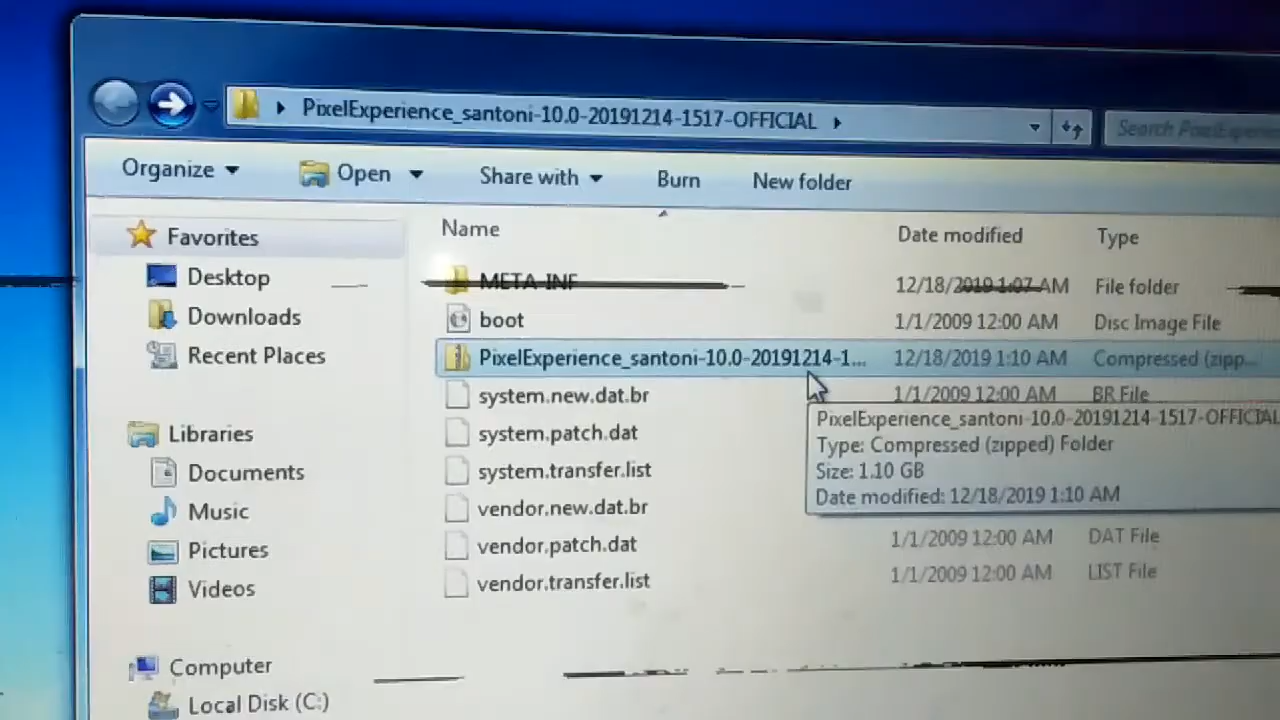 PixelExperience_santoni-10.0-20191214-1517-OFFICIAL
Search PixelExperience
Organize Open Share with Burn New folder
Name Date modified Type
Favorites
Desktop
Downloads
Recent Places
Libraries
Documents
Music
Pictures
Videos
Computer
Local Disk (C:)
META-INF 12/18/2019 1:07 AM File folder
boot 1/1/2009 12:00 AM Disc Image File
PixelExperience_santoni-10.0-20191214-1... 12/18/2019 1:10 AM Compressed (zipp...
system.new.dat.br 1/1/2009 12:00 AM BR File
system.patch.dat
system.transfer.list
vendor.new.dat.br
vendor.patch.dat 1/1/2009 12:00 AM DAT File
vendor.transfer.list 1/1/2009 12:00 AM LIST File
PixelExperience_santoni-10.0-20191214-1517-OFFICIAL
Type: Compressed (zipped) Folder
Size: 1.10 GB
Date modified: 12/18/2019 1:10 AM